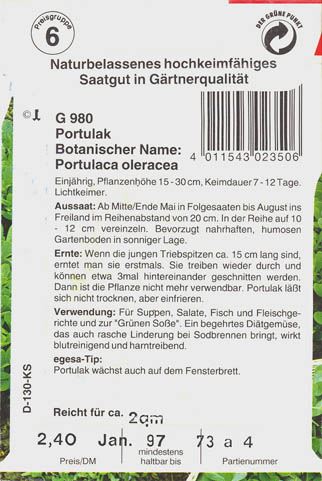 Preisgruppe
6
DER GRÜNE PUNKT
Naturbelassenes hochkeimfähiges
Saatgut in Gärtnerqualität
© J.
G 980
Portulak
Botanischer Name:
Portulaca oleracea
4 011543 023506
Einjährig, Pflanzenhöhe 15 - 30 cm, Keimdauer 7 - 12 Tage.
Lichtkeimer.
Aussaat: Ab Mitte/Ende Mai in Folgesaaten bis August ins
Freiland im Reihenabstand von 20 cm. In der Reihe auf 10
- 12 cm vereinzeln. Bevorzugt nahrhaften, humosen
Gartenboden in sonniger Lage.
Ernte: Wenn die jungen Triebspitzen ca. 15 cm lang sind,
erntet man sie erstmals. Sie treiben wieder durch und
können etwa 3mal hintereinander geschnitten werden.
Dann ist die Pflanze nicht mehr verwendbar. Portulak läßt
sich nicht trocknen, aber einfrieren.
Verwendung: Für Suppen, Salate, Fisch und Fleischge-
richte und zur "Grünen Soße". Ein begehrtes Diätgemüse,
das auch rasche Linderung bei Sodbrennen bringt, wirkt
blutreinigend und harntreibend.
egesa-Tip:
Portulak wächst auch auf dem Fensterbrett.
D-130-KS
Reicht für ca. 2qm
2,40 Jan. 97 73 a 4
Preis/DM mindestens haltbar bis Partienummer